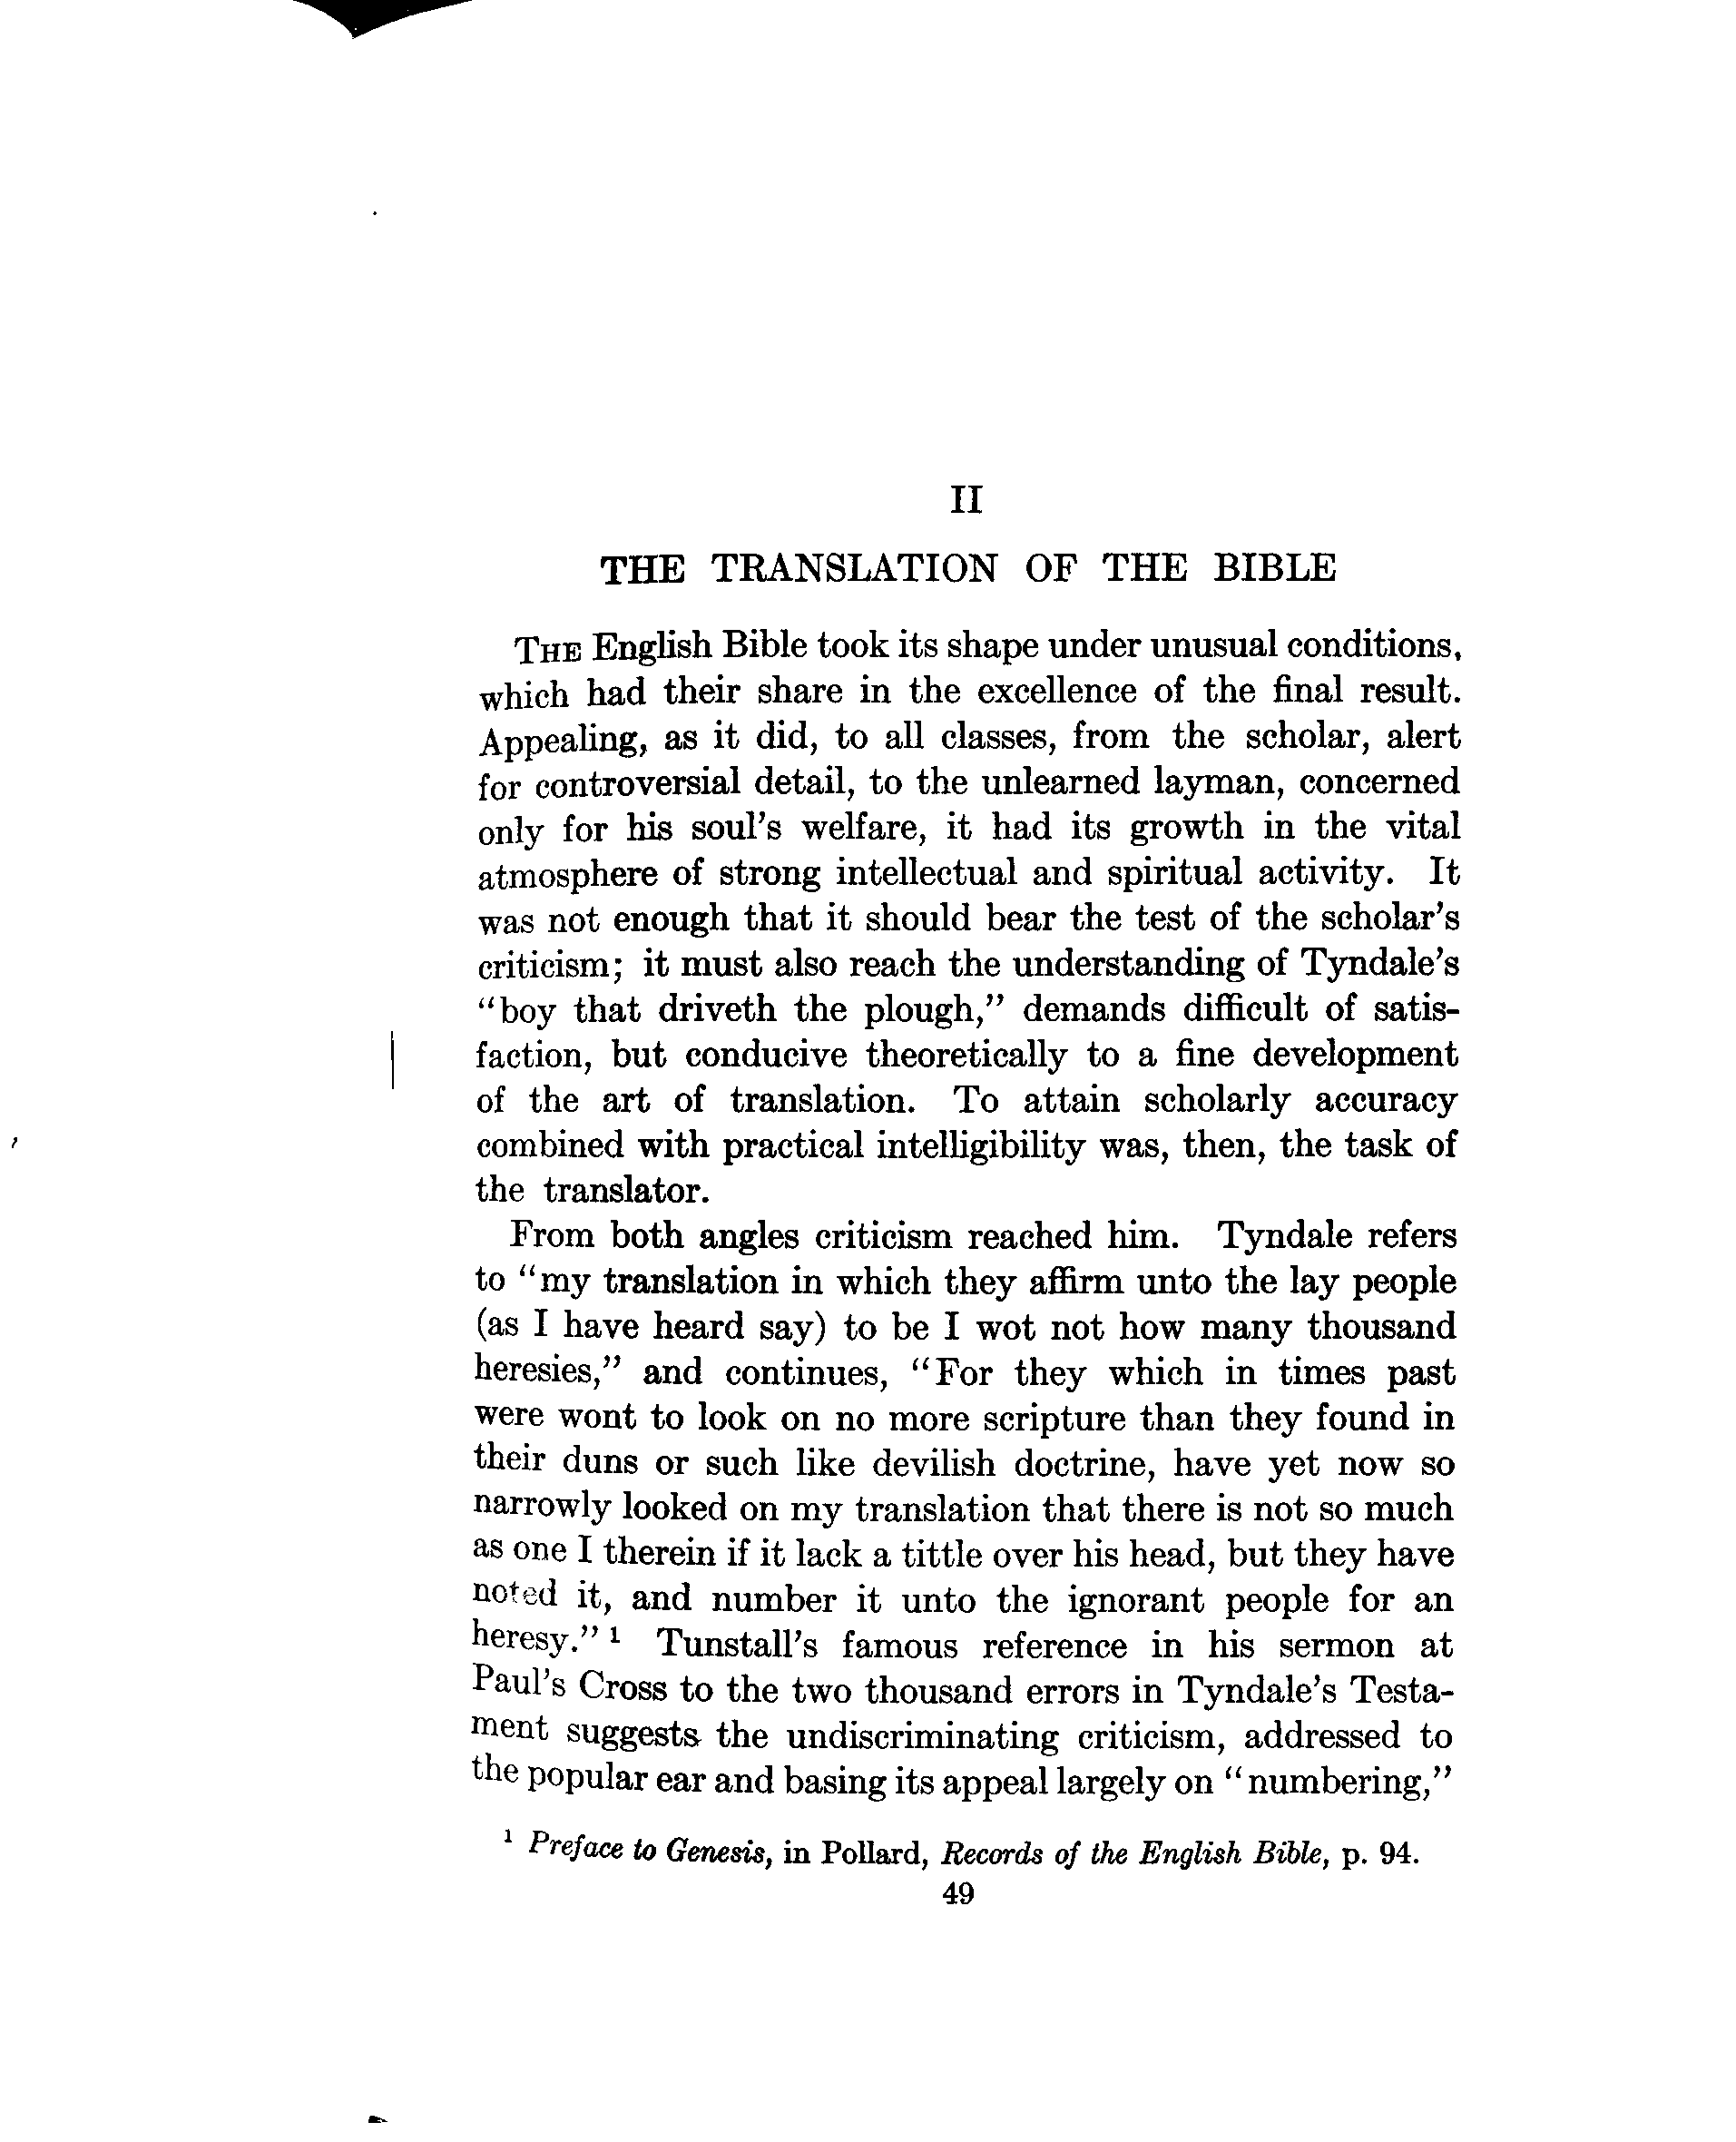 II
THE TRANSLATION OF THE BIBLE
THE English Bible took its shape under unusual conditions,
which had their share in the excellence of the final result.
Appealing, as it did, to all classes, from the scholar, alert
for controversial detail, to the unlearned layman, concerned
only for his soul's welfare, it had its growth in the vital
atmosphere of strong intellectual and spiritual activity. It
was not enough that it should bear the test of the scholar's
criticism; it must also reach the understanding of Tyndale's
"boy that driveth the plough," demands difficult of satis-
faction, but conducive theoretically to a fine development
of the art of translation. To attain scholarly accuracy
combined with practical intelligibility was, then, the task of
the translator.
From both angles criticism reached him. Tyndale refers
to "my translation in which they affirm unto the lay people
(as I have heard say) to be I wot not how many thousand
heresies," and continues, "For they which in times past
were wont to look on no more scripture than they found in
their duns or such like devilish doctrine, have yet now so
narrowly looked on my translation that there is not so much
as one I therein if it lack a tittle over his head, but they have
noted it, and number it unto the ignorant people for an
heresy." 1 Tunstall's famous reference in his sermon at
Paul's Cross to the two thousand errors in Tyndale's Testa-
ment suggests the undiscriminating criticism, addressed to
the popular ear and basing its appeal largely on "numbering,"
1 Preface to Genesis, in Pollard, Records of the English Bible, p. 94.
49